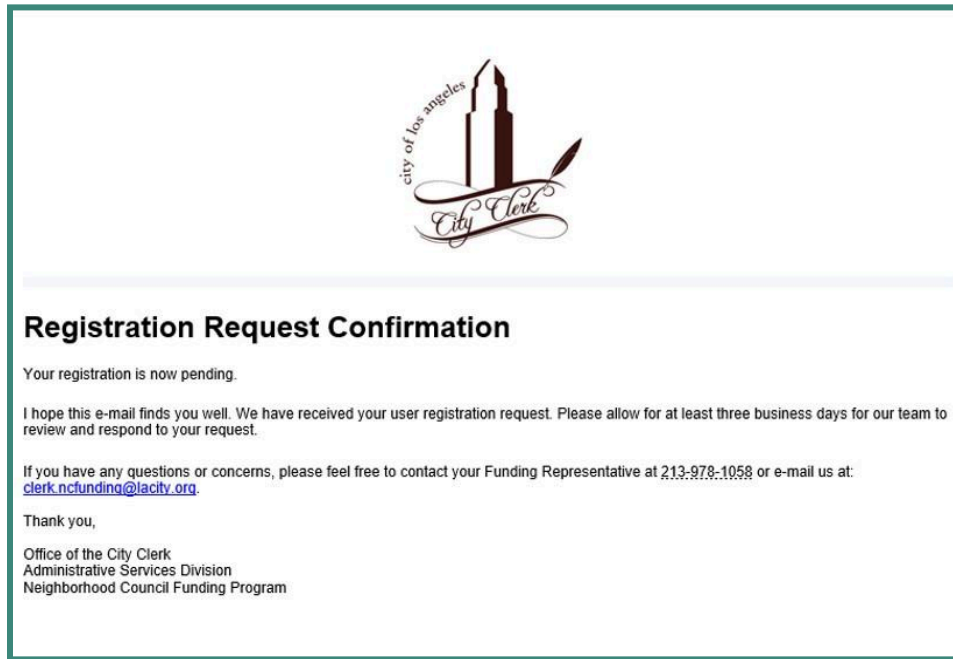 city of los angeles
City Clerk
Registration Request Confirmation
Your registration is now pending.
I hope this e-mail finds you well. We have received your user registration request. Please allow for at least three business days for our team to
review and respond to your request.
If you have any questions or concerns, please feel free to contact your Funding Representative at 213-978-1058 or e-mail us at:
clerk.ncfunding@lacity.org.
Thank you,
Office of the City Clerk
Administrative Services Division
Neighborhood Council Funding Program